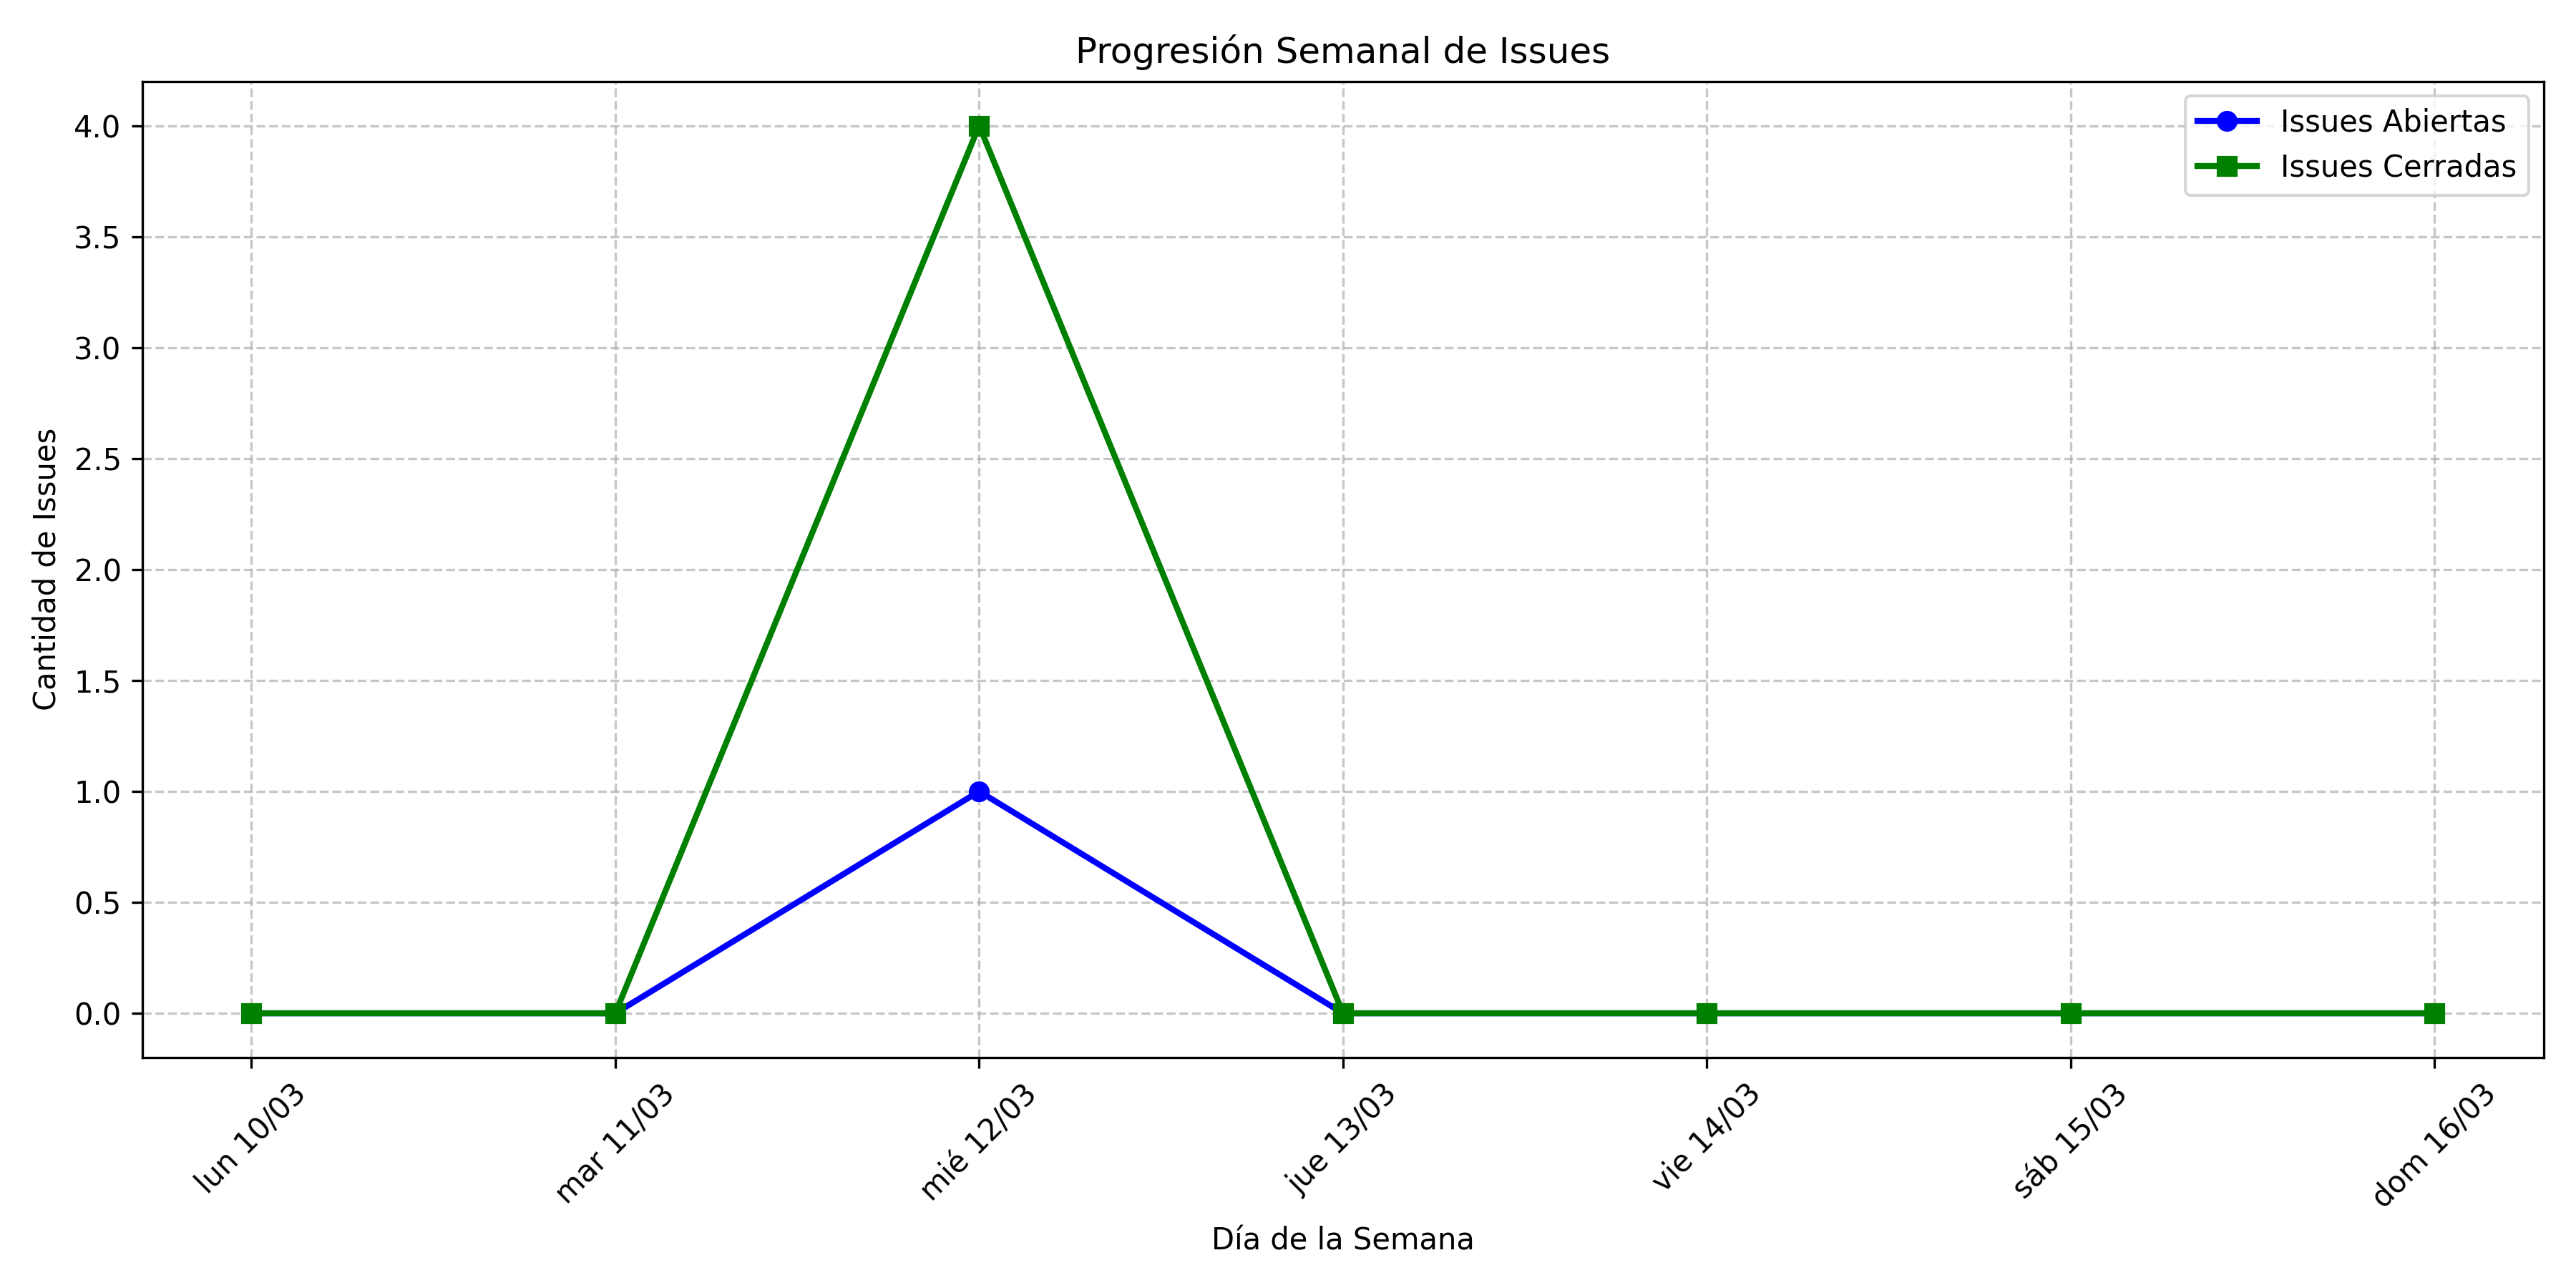 Progresión Semanal de Issues
Issues Abiertas
Issues Cerradas
Cantidad de Issues
4.0
3.5
3.0
2.5
2.0
1.5
1.0
0.5
0.0
lun 10/03
mar 11/03
mié 12/03
jue 13/03
vie 14/03
sáb 15/03
dom 16/03
Día de la Semana